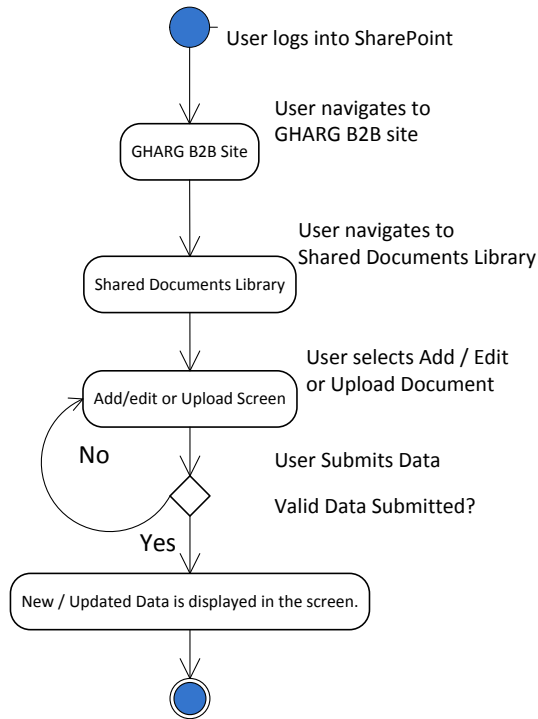 User logs into SharePoint
User navigates to
GHARG B2B site
GHARG B2B Site
User navigates to
Shared Documents Library
Shared Documents Library
User selects Add / Edit
or Upload Document
Add/edit or Upload Screen
No
User Submits Data
Valid Data Submitted?
Yes
New / Updated Data is displayed in the screen.